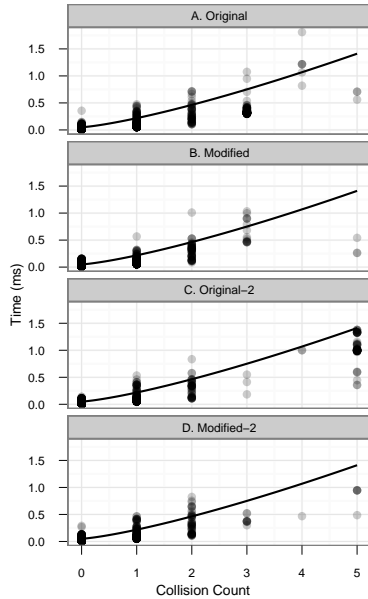 A. Original
1.5
1.0
0.5
0.0
B. Modified
1.5
1.0
0.5
0.0
Time (ms)
C. Original−2
1.5
1.0
0.5
0.0
D. Modified−2
1.5
1.0
0.5
0.0
0 1 2 3 4 5
Collision Count